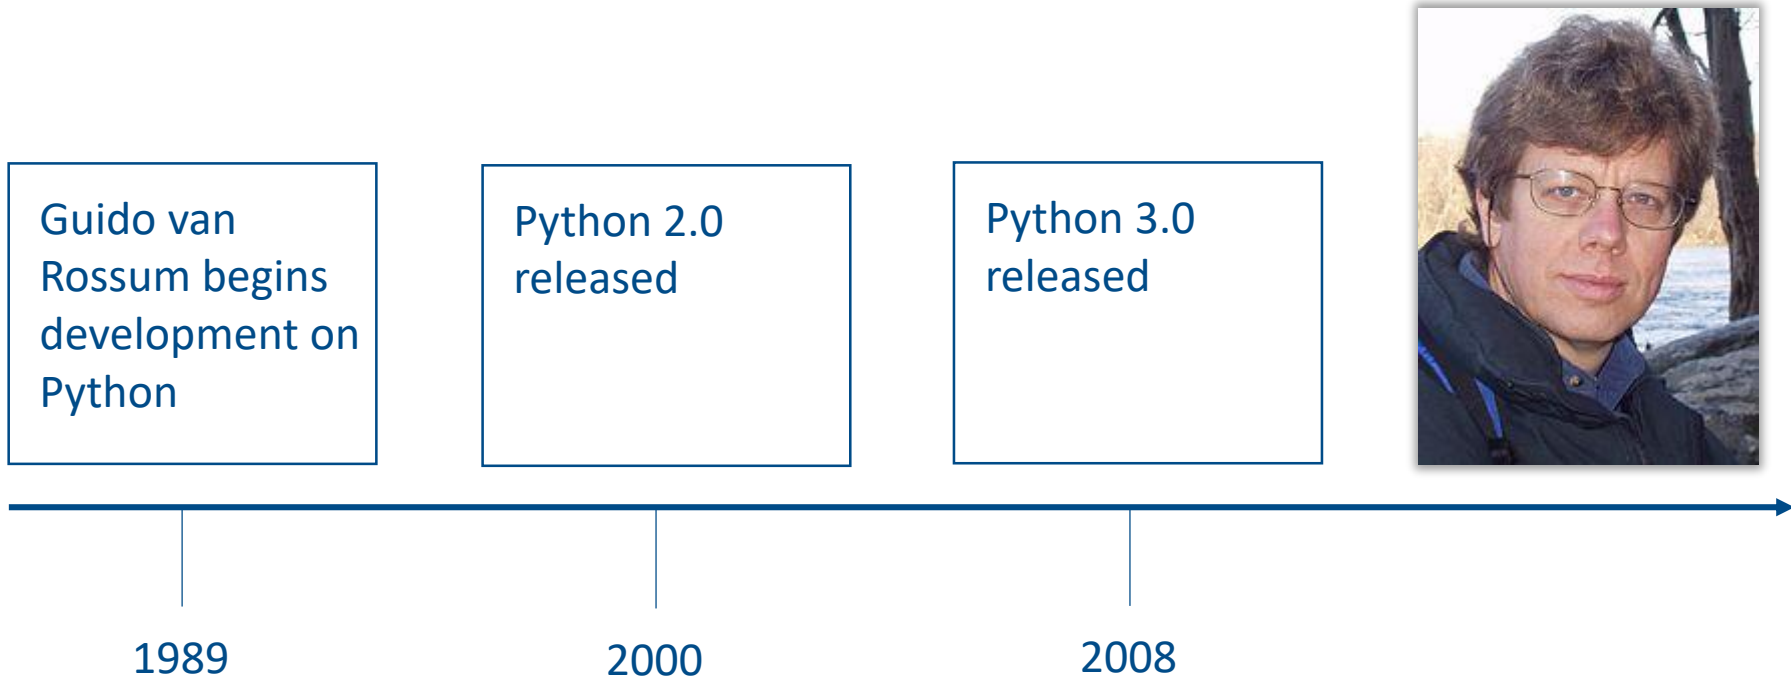 Guido van
Rossum begins
development on
Python
Python 2.0
released
Python 3.0
released
1989
2000
2008